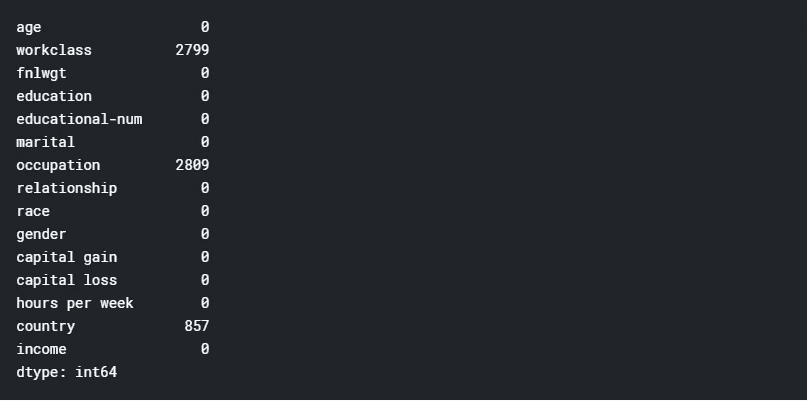 age 0
workclass 2799
fnlwgt 0
education 0
educational-num 0
marital 0
occupation 2809
relationship 0
race 0
gender 0
capital gain 0
capital loss 0
hours per week 0
country 857
income 0
dtype: int64